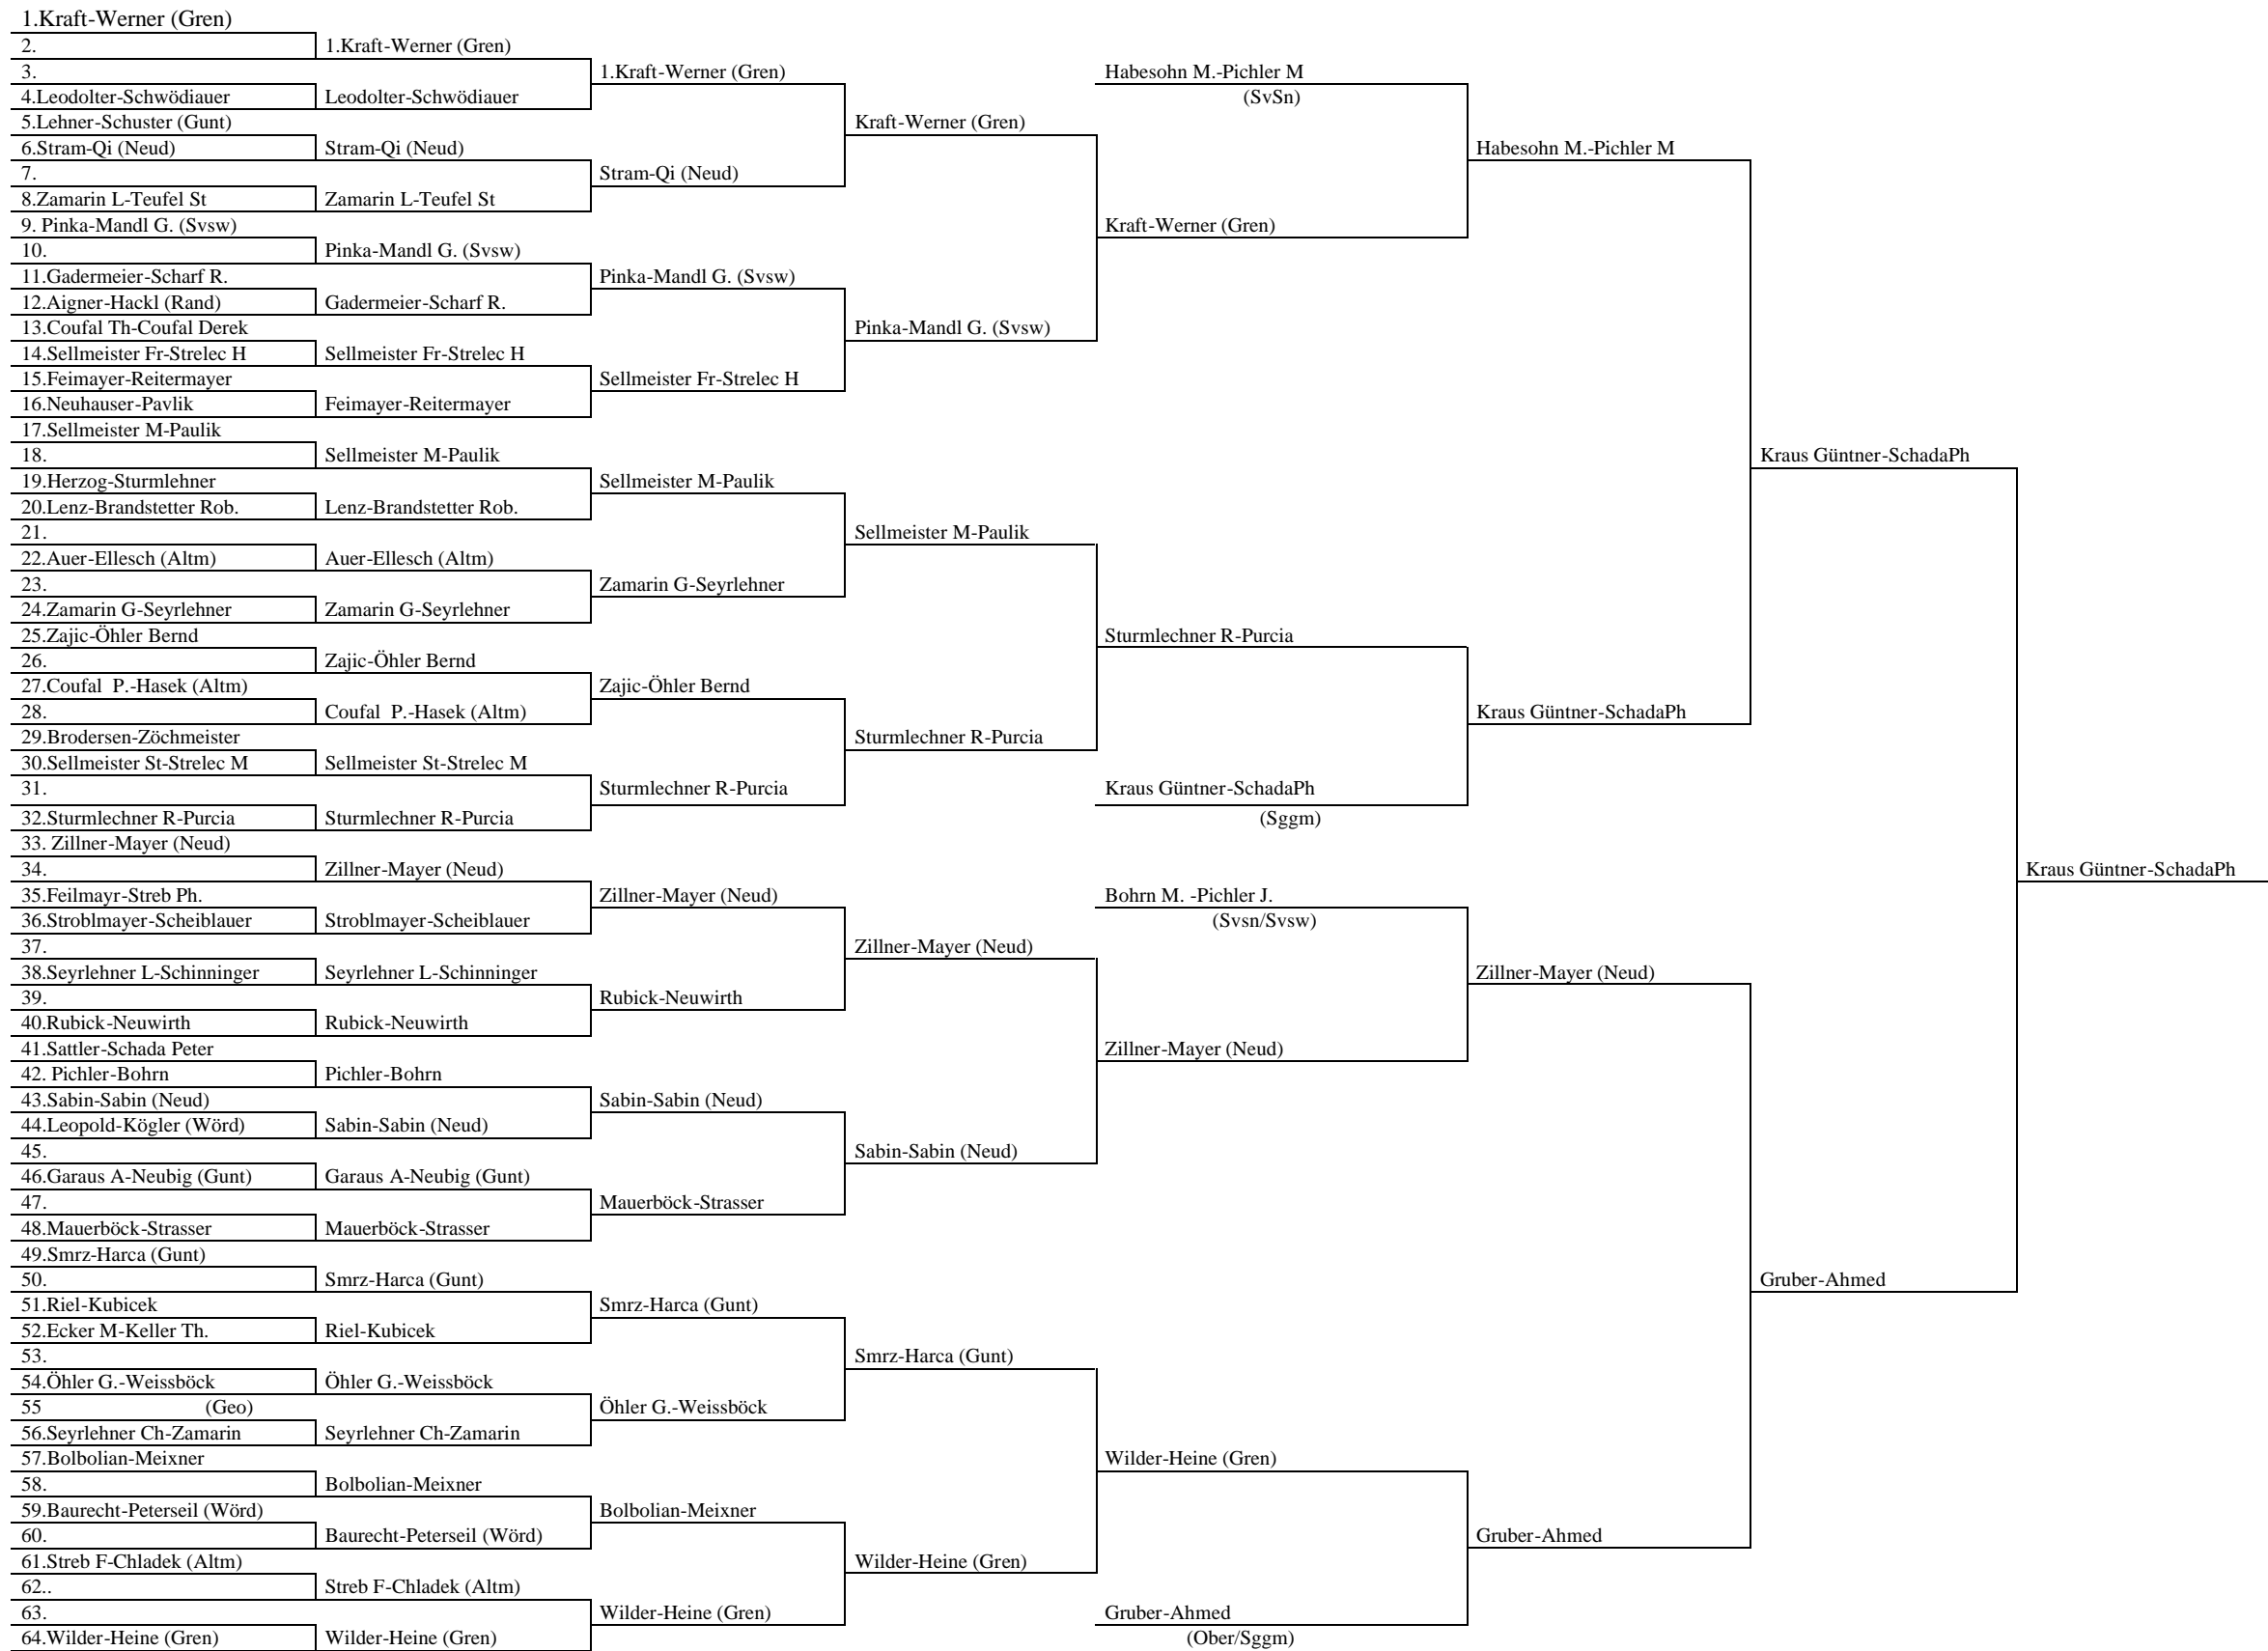 1.Kraft-Werner (Gren)
2.
3.
4.Leodolter-Schwödiauer
5.Lehner-Schuster (Gunt)
6.Stram-Qi (Neud)
7.
8.Zamarin L-Teufel St
9. Pinka-Mandl G. (Svsw)
10.
11.Gadermeier-Scharf R.
12.Aigner-Hackl (Rand)
13.Coufal Th-Coufal Derek
14.Sellmeister Fr-Strelec H
15.Feimayer-Reitermayer
16.Neuhauser-Pavlik
17.Sellmeister M-Paulik
18.
19.Herzog-Sturmlehner
20.Lenz-Brandstetter Rob.
21.
22.Auer-Ellesch (Altm)
23.
24.Zamarin G-Seyrlehner
25.Zajic-Öhler Bernd
26.
27.Coufal  P.-Hasek (Altm)
28.
29.Brodersen-Zöchmeister
30.Sellmeister St-Strelec M
31.
32.Sturmlechner R-Purcia
33. Zillner-Mayer (Neud)
34.
35.Feilmayr-Streb Ph.
36.Stroblmayer-Scheiblauer
37.
38.Seyrlehner L-Schinninger
39.
40.Rubick-Neuwirth
41.Sattler-Schada Peter
42. Pichler-Bohrn
43.Sabin-Sabin (Neud)
44.Leopold-Kögler (Wörd)
45.
46.Garaus A-Neubig (Gunt)
47.
48.Mauerböck-Strasser
49.Smrz-Harca (Gunt)
50.
51.Riel-Kubicek
52.Ecker M-Keller Th.
53.
54.Öhler G.-Weissböck
55 (Geo)
56.Seyrlehner Ch-Zamarin
57.Bolbolian-Meixner
58.
59.Baurecht-Peterseil (Wörd)
60.
61.Streb F-Chladek (Altm)
62..
63.
64.Wilder-Heine (Gren)
1.Kraft-Werner (Gren)
Leodolter-Schwödiauer
Stram-Qi (Neud)
Zamarin L-Teufel St
Pinka-Mandl G. (Svsw)
Gadermeier-Scharf R.
Sellmeister Fr-Strelec H
Feimayer-Reitermayer
Sellmeister M-Paulik
Lenz-Brandstetter Rob.
Auer-Ellesch (Altm)
Zamarin G-Seyrlehner
Zajic-Öhler Bernd
Coufal  P.-Hasek (Altm)
Sellmeister St-Strelec M
Sturmlechner R-Purcia
Zillner-Mayer (Neud)
Stroblmayer-Scheiblauer
Seyrlehner L-Schinninger
Rubick-Neuwirth
Pichler-Bohrn
Sabin-Sabin (Neud)
Garaus A-Neubig (Gunt)
Mauerböck-Strasser
Smrz-Harca (Gunt)
Riel-Kubicek
Öhler G.-Weissböck
Seyrlehner Ch-Zamarin
Bolbolian-Meixner
Baurecht-Peterseil (Wörd)
Streb F-Chladek (Altm)
Wilder-Heine (Gren)
1.Kraft-Werner (Gren)
Stram-Qi (Neud)
Pinka-Mandl G. (Svsw)
Sellmeister Fr-Strelec H
Sellmeister M-Paulik
Zamarin G-Seyrlehner
Zajic-Öhler Bernd
Sturmlechner R-Purcia
Zillner-Mayer (Neud)
Rubick-Neuwirth
Sabin-Sabin (Neud)
Mauerböck-Strasser
Smrz-Harca (Gunt)
Öhler G.-Weissböck
Bolbolian-Meixner
Wilder-Heine (Gren)
Kraft-Werner (Gren)
Pinka-Mandl G. (Svsw)
Sellmeister M-Paulik
Sturmlechner R-Purcia
Zillner-Mayer (Neud)
Sabin-Sabin (Neud)
Smrz-Harca (Gunt)
Wilder-Heine (Gren)
Habesohn M.-Pichler M
(SvSn)
Kraft-Werner (Gren)
Sturmlechner R-Purcia
Kraus Güntner-SchadaPh
(Sggm)
Bohrn M. -Pichler J.
(Svsn/Svsw)
Zillner-Mayer (Neud)
Wilder-Heine (Gren)
Gruber-Ahmed
(Ober/Sggm)
Habesohn M.-Pichler M
Kraus Güntner-SchadaPh
Zillner-Mayer (Neud)
Gruber-Ahmed
Kraus Güntner-SchadaPh
Gruber-Ahmed
Kraus Güntner-SchadaPh